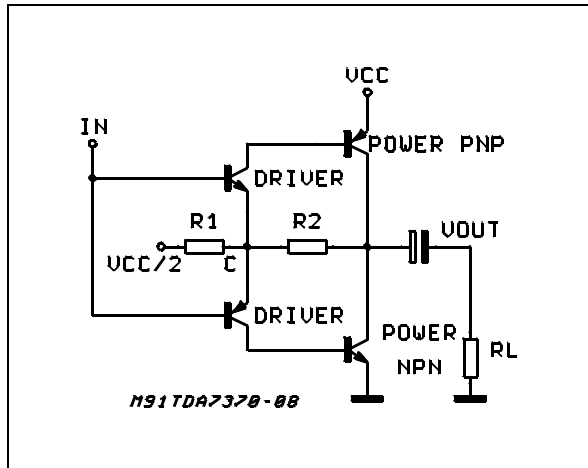 VCC
IN
POWER PNP
DRIVER
R1
R2
VOUT
VCC/2
C
DRIVER
POWER
NPN
RL
M91TDA7370-08